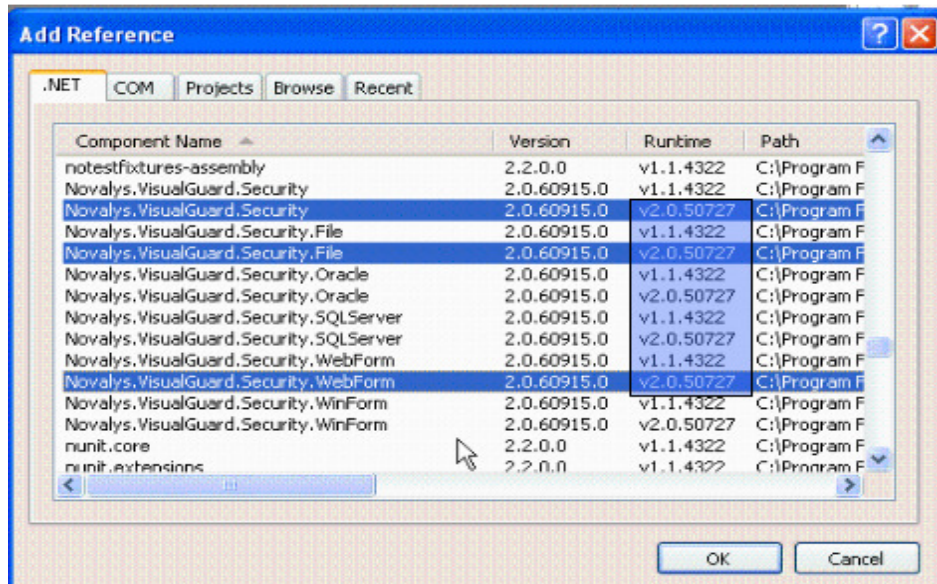 Add Reference
.NET COM Projects Browse Recent
Component Name Version Runtime Path
notestfixtures-assembly 2.2.0.0 v1.1.4322 C:\Program F
Novalys.VisualGuard.Security 2.0.60915.0 v1.1.4322 C:\Program F
Novalys.VisualGuard.Security 2.0.60915.0 v2.0.50727 C:\Program F
Novalys.VisualGuard.Security.File 2.0.60915.0 v1.1.4322 C:\Program F
Novalys.VisualGuard.Security.File 2.0.60915.0 v2.0.50727 C:\Program F
Novalys.VisualGuard.Security.Oracle 2.0.60915.0 v1.1.4322 C:\Program F
Novalys.VisualGuard.Security.Oracle 2.0.60915.0 v2.0.50727 C:\Program F
Novalys.VisualGuard.Security.SQLServer 2.0.60915.0 v1.1.4322 C:\Program F
Novalys.VisualGuard.Security.SQLServer 2.0.60915.0 v2.0.50727 C:\Program F
Novalys.VisualGuard.Security.WebForm 2.0.60915.0 v1.1.4322 C:\Program F
Novalys.VisualGuard.Security.WebForm 2.0.60915.0 v2.0.50727 C:\Program F
Novalys.VisualGuard.Security.WinForm 2.0.60915.0 v1.1.4322 C:\Program F
Novalys.VisualGuard.Security.WinForm 2.0.60915.0 v2.0.50727 C:\Program F
nunit.core 2.2.0.0 v1.1.4322 C:\Program F
nunit.extensions 2.2.0.0 v1.1.4322 C:\Program F
OK Cancel